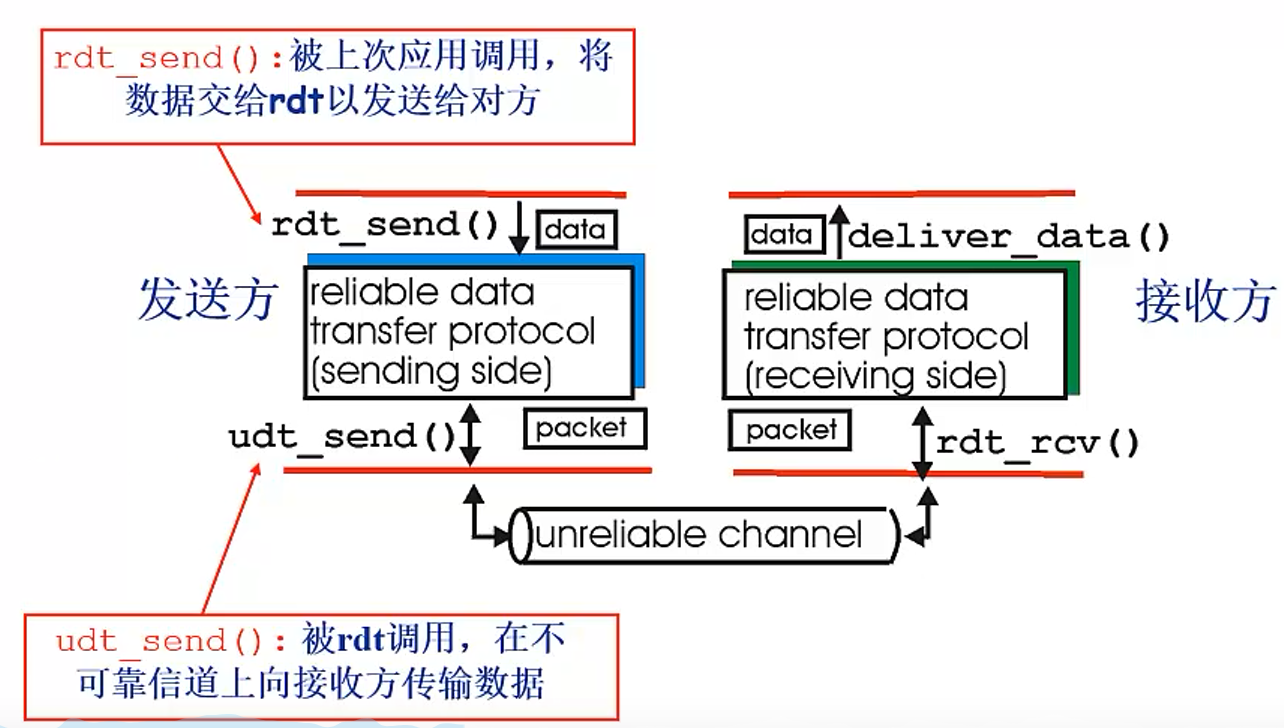 rdt_send():被上次应用调用，将
数据交给rdt以发送给对方
rdt_send()
data
data
deliver_data()
发送方
reliable data
transfer protocol
(sending side)
reliable data
transfer protocol
(receiving side)
接收方
udt_send()
packet
packet
rdt_rcv()
unreliable channel
udt_send(): 被rdt调用，在不
可靠信道上向接收方传输数据